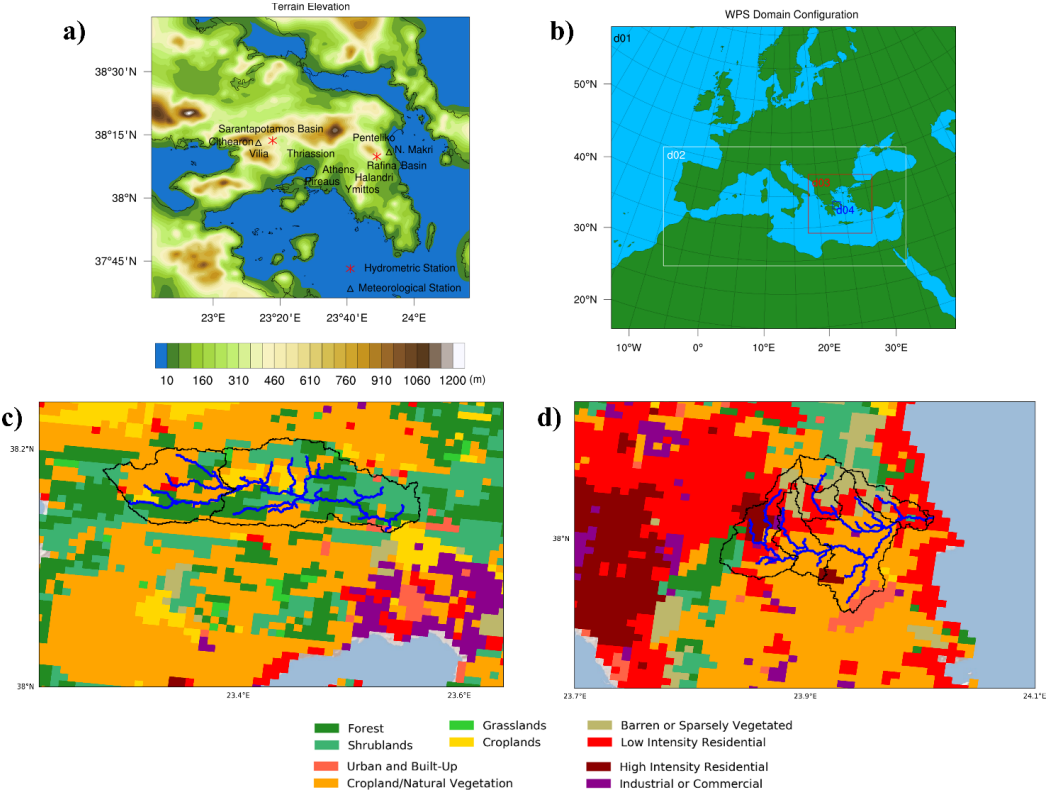 Terrain Elevation
a)
38°30'N
38°15'N
38°N
37°45'N
Sarantapotamos Basin
Cithearon
Vilia
Thriassion
Penteliko
N. Makri
Rafina Basin
Athens
Halandri
Pireaus
Ymittos
Hydrometric Station
Meteorological Station
23°E 23°20'E 23°40'E 24°E
10 160 310 460 610 760 910 1060 1200 (m)
WPS Domain Configuration
b)
d01
d02
d03
d04
50°N
40°N
30°N
20°N
10°W 0° 10°E 20°E 30°E
c)
38.2°N
38°N
23.4°E 23.6°E
d)
38°N
23.7°E 23.9°E 24.1°E
Forest
Shrublands
Urban and Built-Up
Cropland/Natural Vegetation
Grasslands
Croplands
Barren or Sparsely Vegetated
Low Intensity Residential
High Intensity Residential
Industrial or Commercial